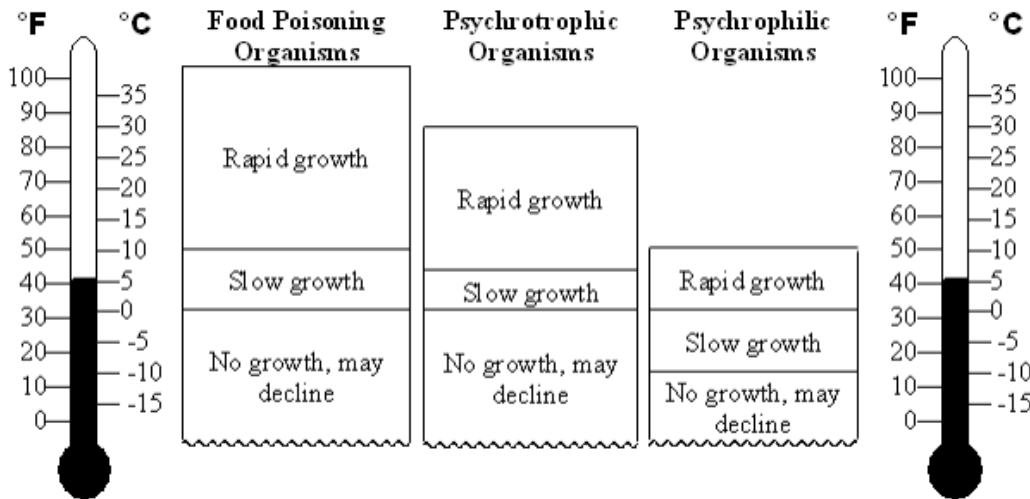 °F °C
Food Poisoning
Organisms
Psychrotrophic
Organisms
Psychrophilic
Organisms
°F °C
100
90
80
70
60
50
40
30
20
10
0
35
30
25
20
15
10
5
0
-5
-10
-15
Rapid growth
Slow growth
No growth, may
decline
Rapid growth
Slow growth
No growth, may
decline
Rapid growth
Slow growth
No growth, may
decline
100
90
80
70
60
50
40
30
20
10
0
35
30
25
20
15
10
5
0
-5
-10
-15